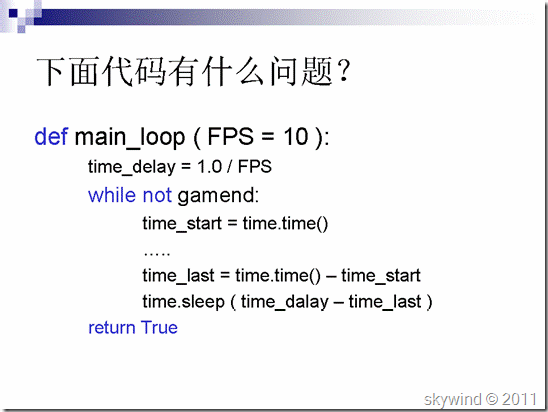 下面代码有什么问题？
def main_loop ( FPS = 10 ):
time_delay = 1.0 / FPS
while not gamend:
time_start = time.time()
…..
time_last = time.time() – time_start
time.sleep ( time_dalay – time_last )
return True
skywind © 2011